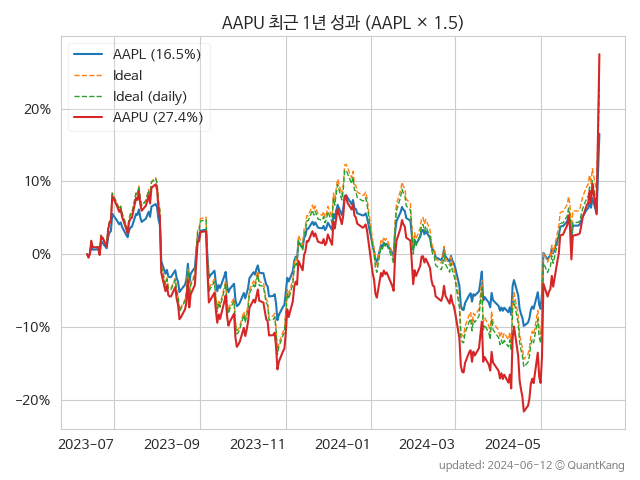 AAPU 최근 1년 성과 (AAPL × 1.5)
AAPL (16.5%)
Ideal
Ideal (daily)
AAPU (27.4%)
20%
10%
0%
−10%
−20%
2023-07 2023-09 2023-11 2024-01 2024-03 2024-05
updated: 2024-06-12 © QuantKang